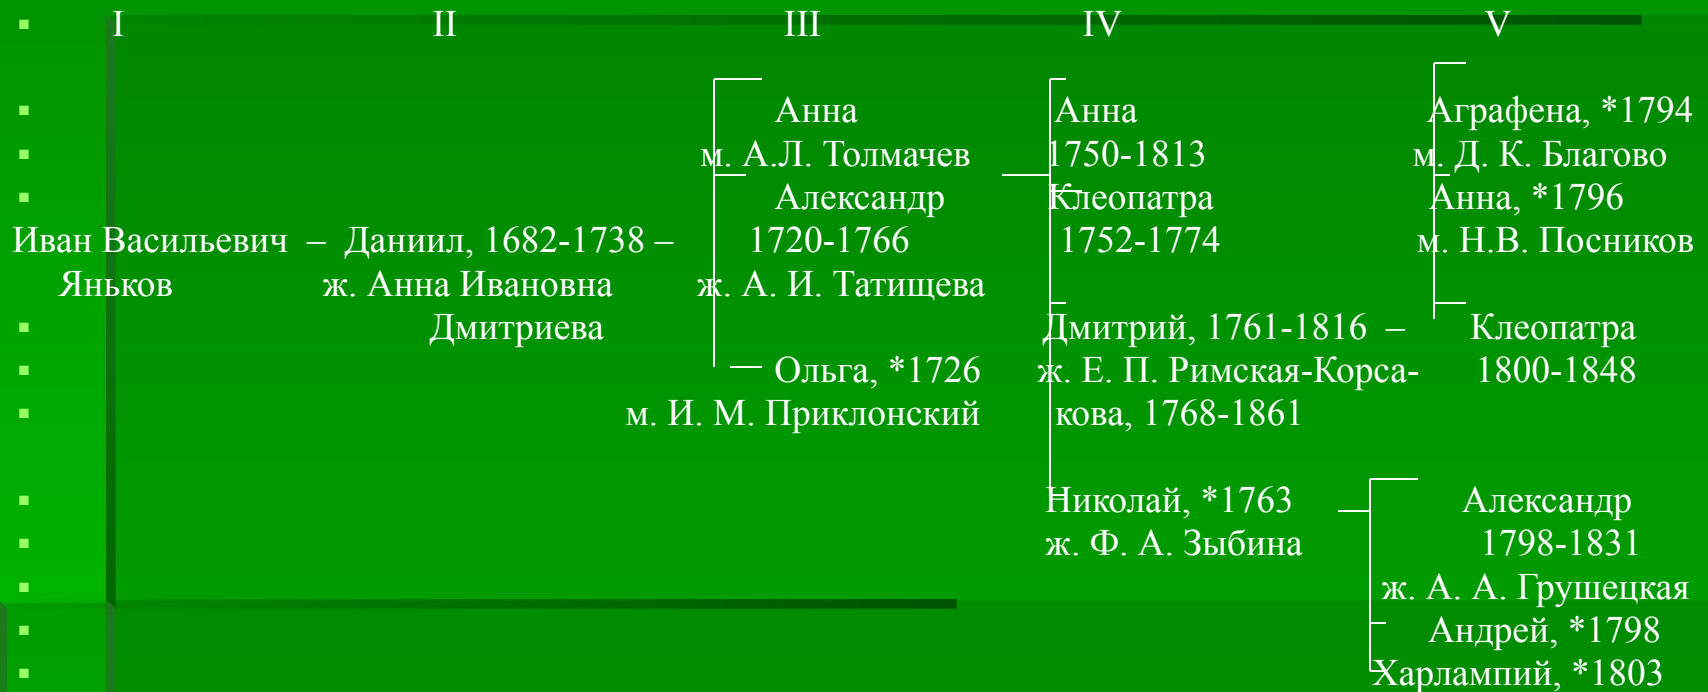 I II III IV V
Анна Анна Аграфена, *1794
м. А.Л. Толмачев 1750-1813 м. Д. К. Благово
Александр Клеопатра Анна, *1796
Иван Васильевич – Даниил, 1682-1738 – 1720-1766 1752-1774 м. Н.В. Посников
Яньков ж. Анна Ивановна ж. А. И. Татищева
Дмитриева Дмитрий, 1761-1816 – Клеопатра
Ольга, *1726 ж. Е. П. Римская-Корса- 1800-1848
м. И. М. Приклонский кова, 1768-1861
Николай, *1763 Александр
ж. Ф. А. Зыбина 1798-1831
ж. А. А. Грушецкая
Андрей, *1798
Харлампий, *1803